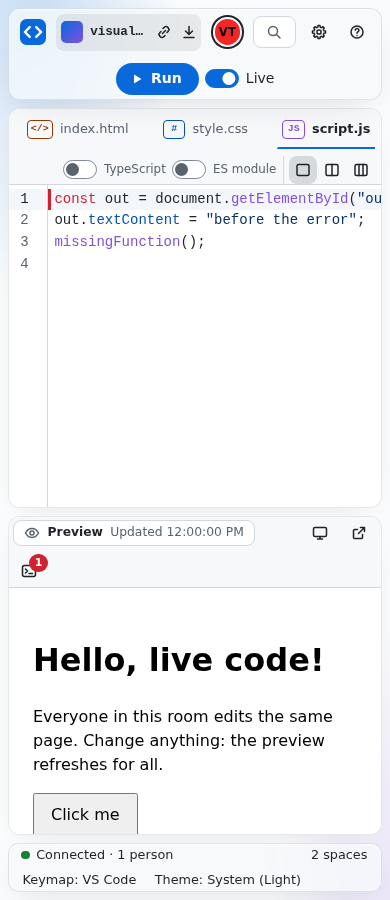 visual…
VT
Run
Live
</> index.html
# style.css
JS script.js
TypeScript
ES module
1 const out = document.getElementById("ou
2 out.textContent = "before the error";
3 missingFunction();
4
Preview Updated 12:00:00 PM
1
Hello, live code!
Everyone in this room edits the same
page. Change anything: the preview
refreshes for all.
Click me
Connected · 1 person
2 spaces
Keymap: VS Code
Theme: System (Light)